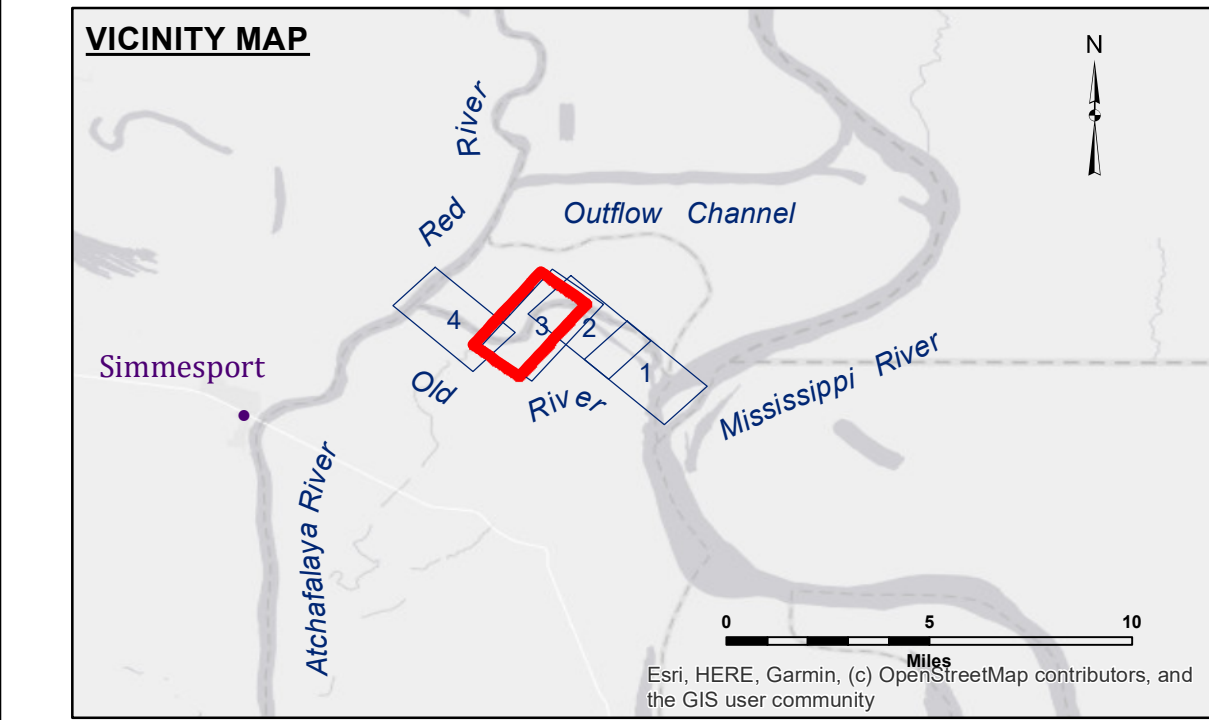 VICINITY MAP
N
Red River
Outflow Channel
4
3
2
1
Simmesport
Old River
Mississippi River
Atchafalaya River
0 5 10
Miles
Esri, HERE, Garmin, (c) OpenStreetMap contributors, and
the GIS user community